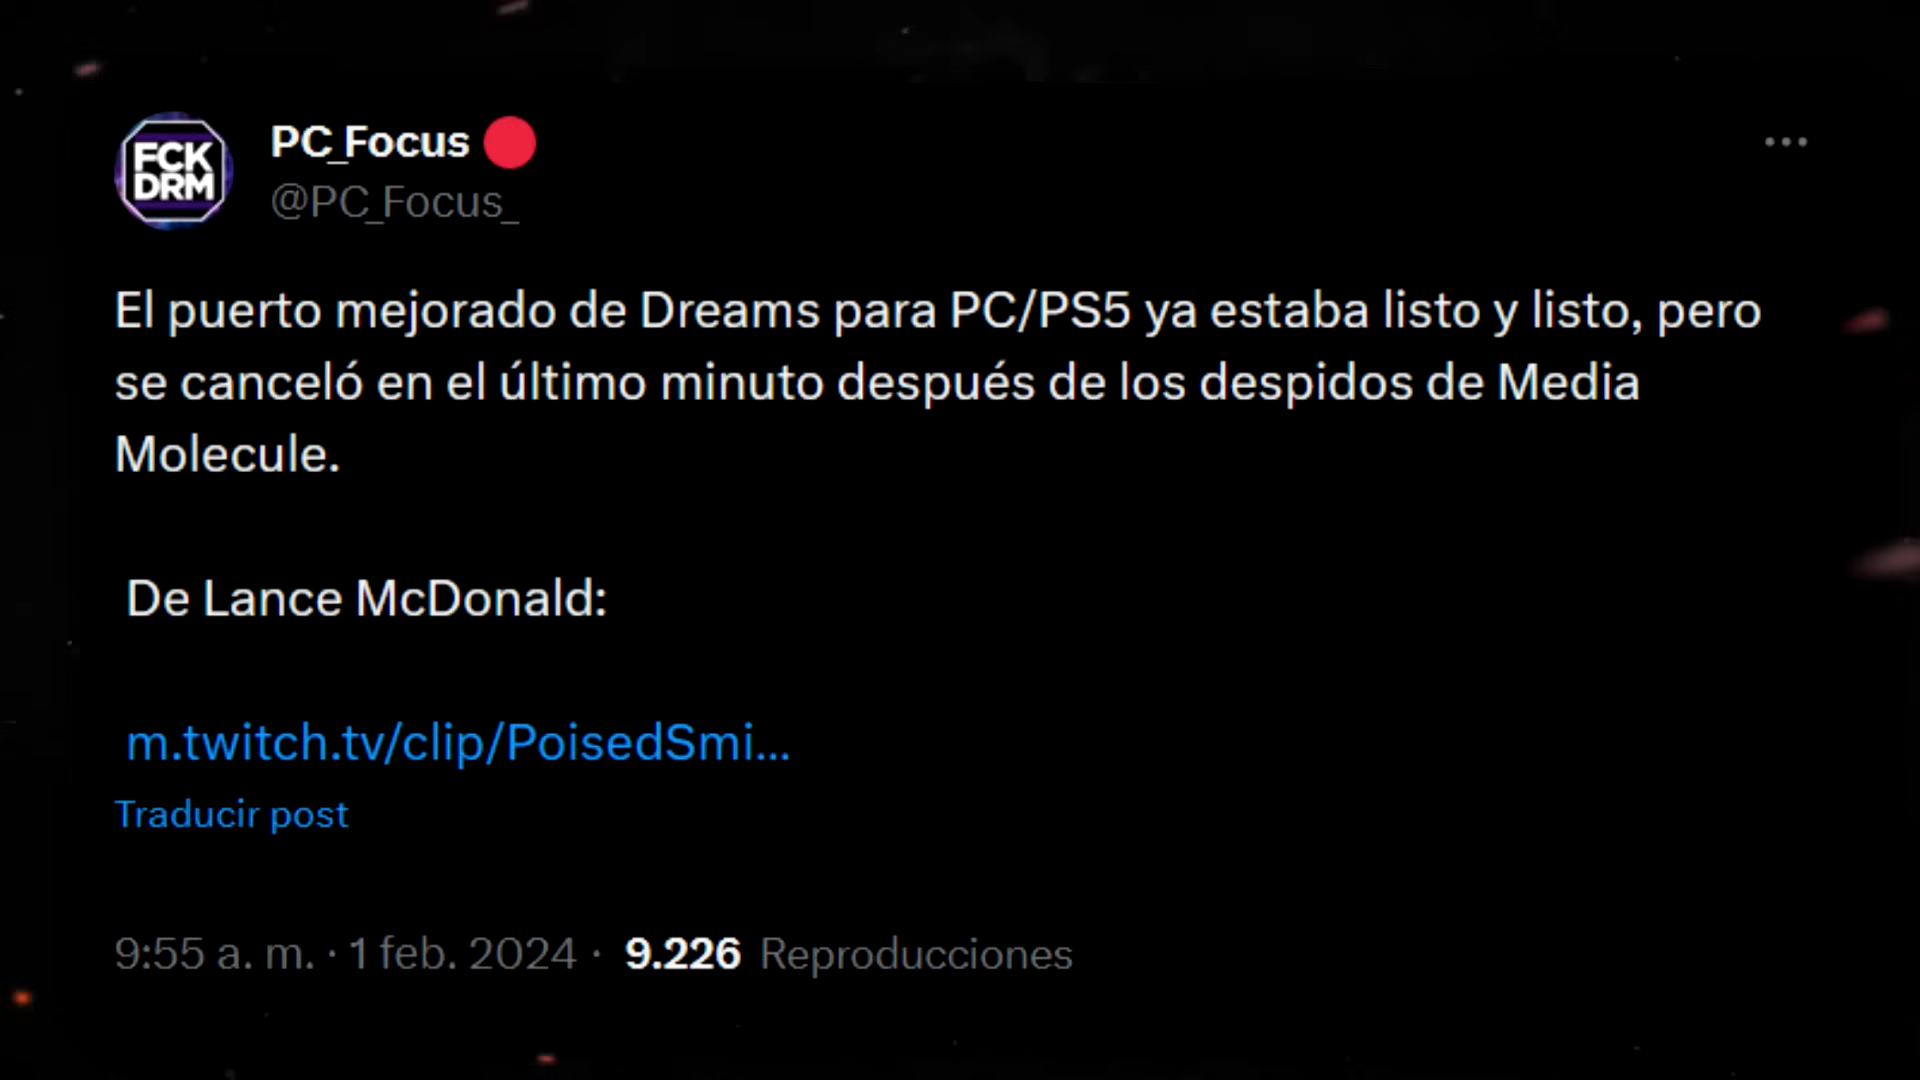 FCK
DRM
PC_Focus
@PC_Focus_
El puerto mejorado de Dreams para PC/PS5 ya estaba listo y listo, pero
se canceló en el último minuto después de los despidos de Media
Molecule.
De Lance McDonald:
m.twitch.tv/clip/PoisedSmi...
Traducir post
9:55 a. m. · 1 feb. 2024 · 9.226 Reproducciones